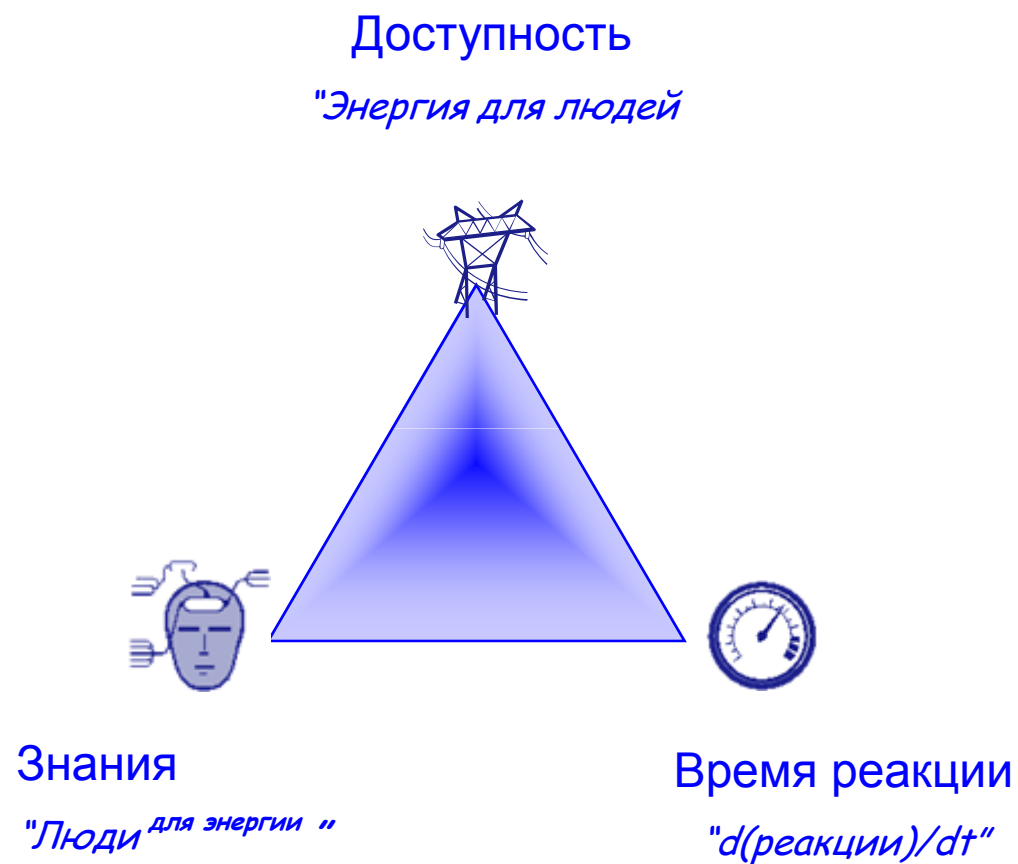 Доступность
"Энергия для людей
Знания
"Люди для энергии "
Время реакции
"d(реакции)/dt"